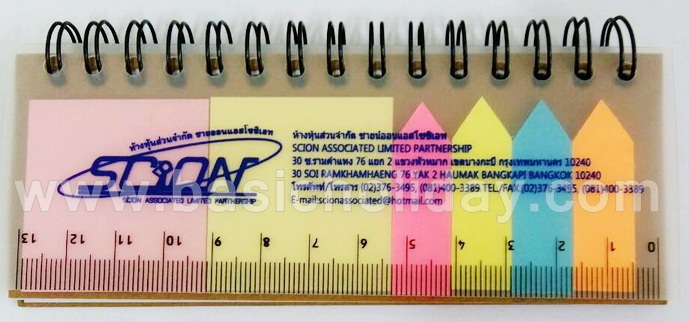 ห้างหุ้นส่วนจำกัด ซายออนแอสโซซิเอท
SCION
SCION ASSOCIATED LIMITED PARTNERSHIP
ห้างหุ้นส่วนจำกัด ซายน์ออนแอสโซซิเอท
SCION ASSOCIATED LIMITED PARTNERSHIP
30 ซ.รามคำแหง 76 แยก 2 แขวงหัวหมาก เขตบางกะปิ กรุงเทพมหานคร 10240
30 SOI RAMKHAMHAENG 76 YAK 2 HAUMAK BANGKAPI BANGKOK 10240
โทรศัพท์/โทรสาร (02)376-3495, (081)400-3389 TEL./FAX.(02)376-3495, (081)400-3389
E-mail:scionassociated@hotmail.com
www.basicholiday.com
13 12 11 10 9 8 7 6 5 4 3 2 1 0